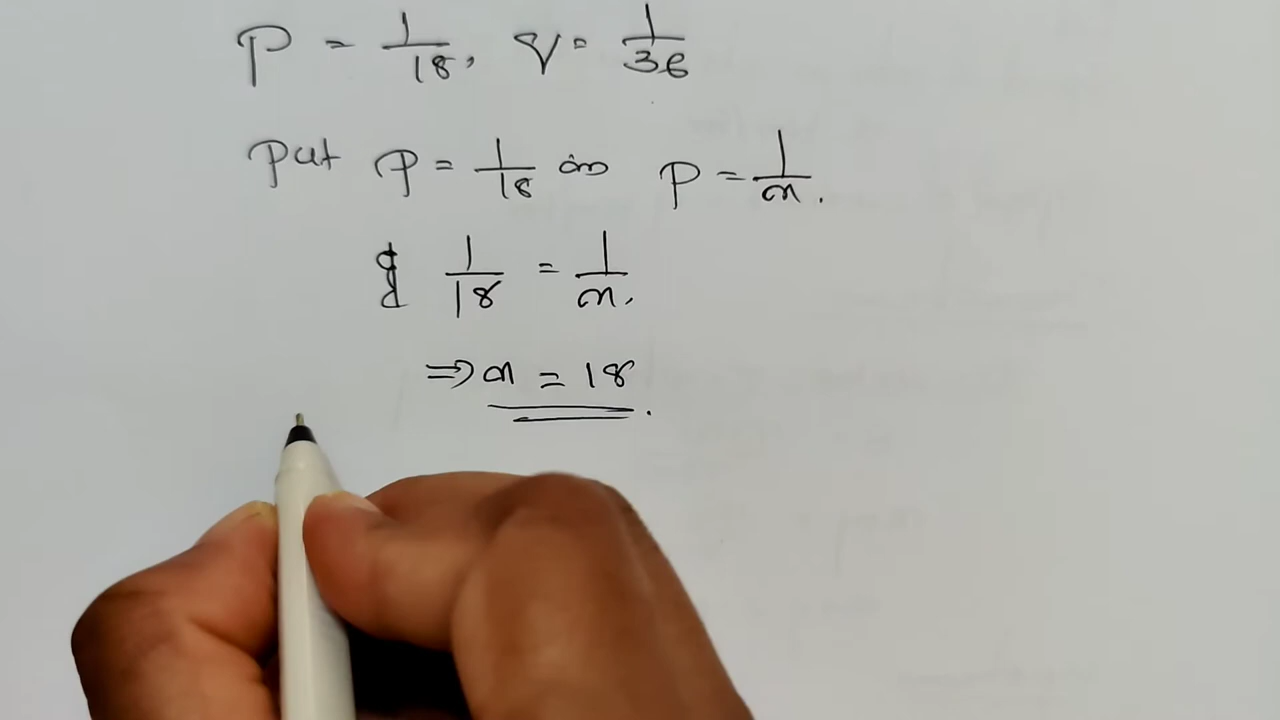 P = 1/18, q = 1/36
Put P = 1/18 in P = 1/x.
1/18 = 1/x,
⇒ x = 18.